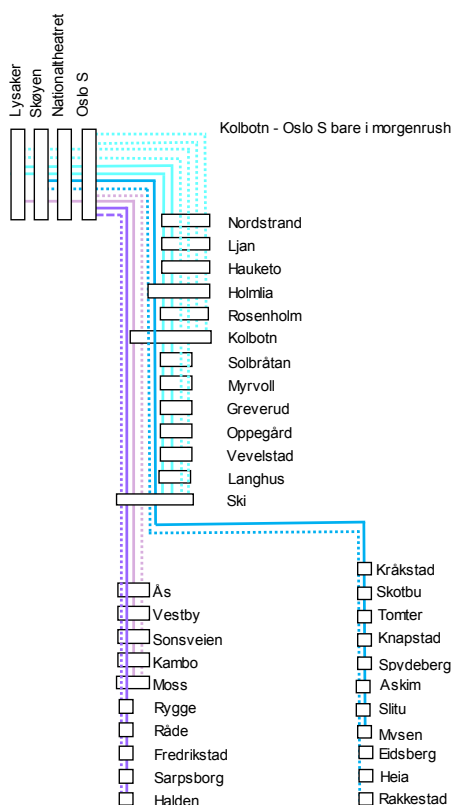 Lysaker
Skøyen
Nationaltheatret
Oslo S
Kolbotn - Oslo S bare i morgenrush
Nordstrand
Ljan
Hauketo
Holmlia
Rosenholm
Kolbotn
Solbråtan
Myrvoll
Greverud
Oppegård
Vevelstad
Langhus
Ski
Ås
Vestby
Sonsveien
Kambo
Moss
Rygge
Råde
Fredrikstad
Sarpsborg
Halden
Kråkstad
Skotbu
Tomter
Knapstad
Spydeberg
Askim
Slitu
Mysen
Eidsberg
Heia
Rakkestad